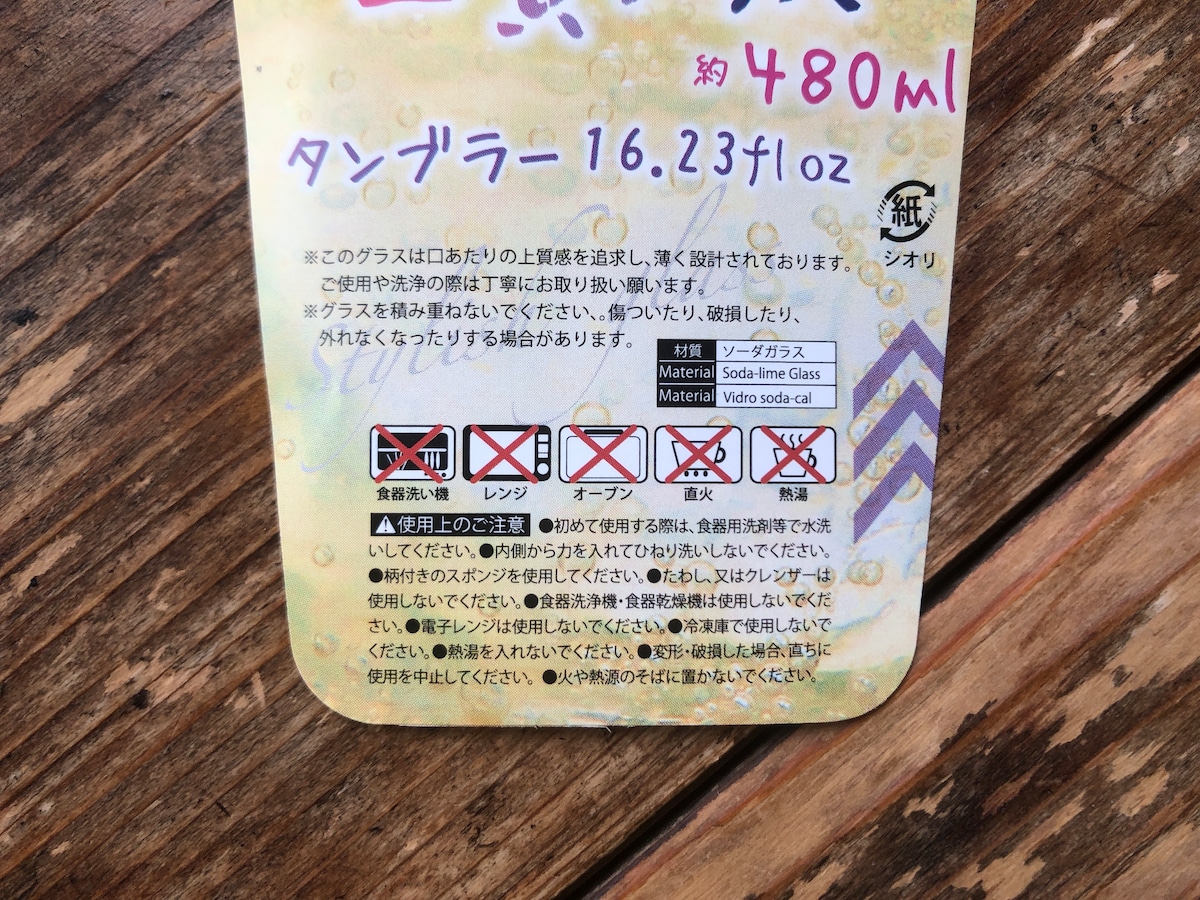 約480ml
タンブラー 16.23fl oz
紙
シオリ
※このグラスは口あたりの上質感を追求し、薄く設計されております。
ご使用や洗浄の際は丁寧にお取り扱い願います。
※グラスを積み重ねないでください、。傷ついたり、破損したり、
外れなくなったりする場合があります。
材質 ソーダガラス
Material Soda-lime Glass
Material Vidro soda-cal
食器洗い機 レンジ オーブン 直火 熱湯
使用上のご注意 ●初めて使用する際は、食器用洗剤等で水洗
いしてください。●内側から力を入れてひねり洗いしないでください。
●柄付きのスポンジを使用してください。●たわし、又はクレンザーは
使用しないでください。●食器洗浄機・食器乾燥機は使用しないでくだ
さい。●電子レンジは使用しないでください。●冷凍庫で使用しないで
ください。●熱湯を入れないでください。●変形・破損した場合、直ちに
使用を中止してください。 ●火や熱源のそばに置かないでください。